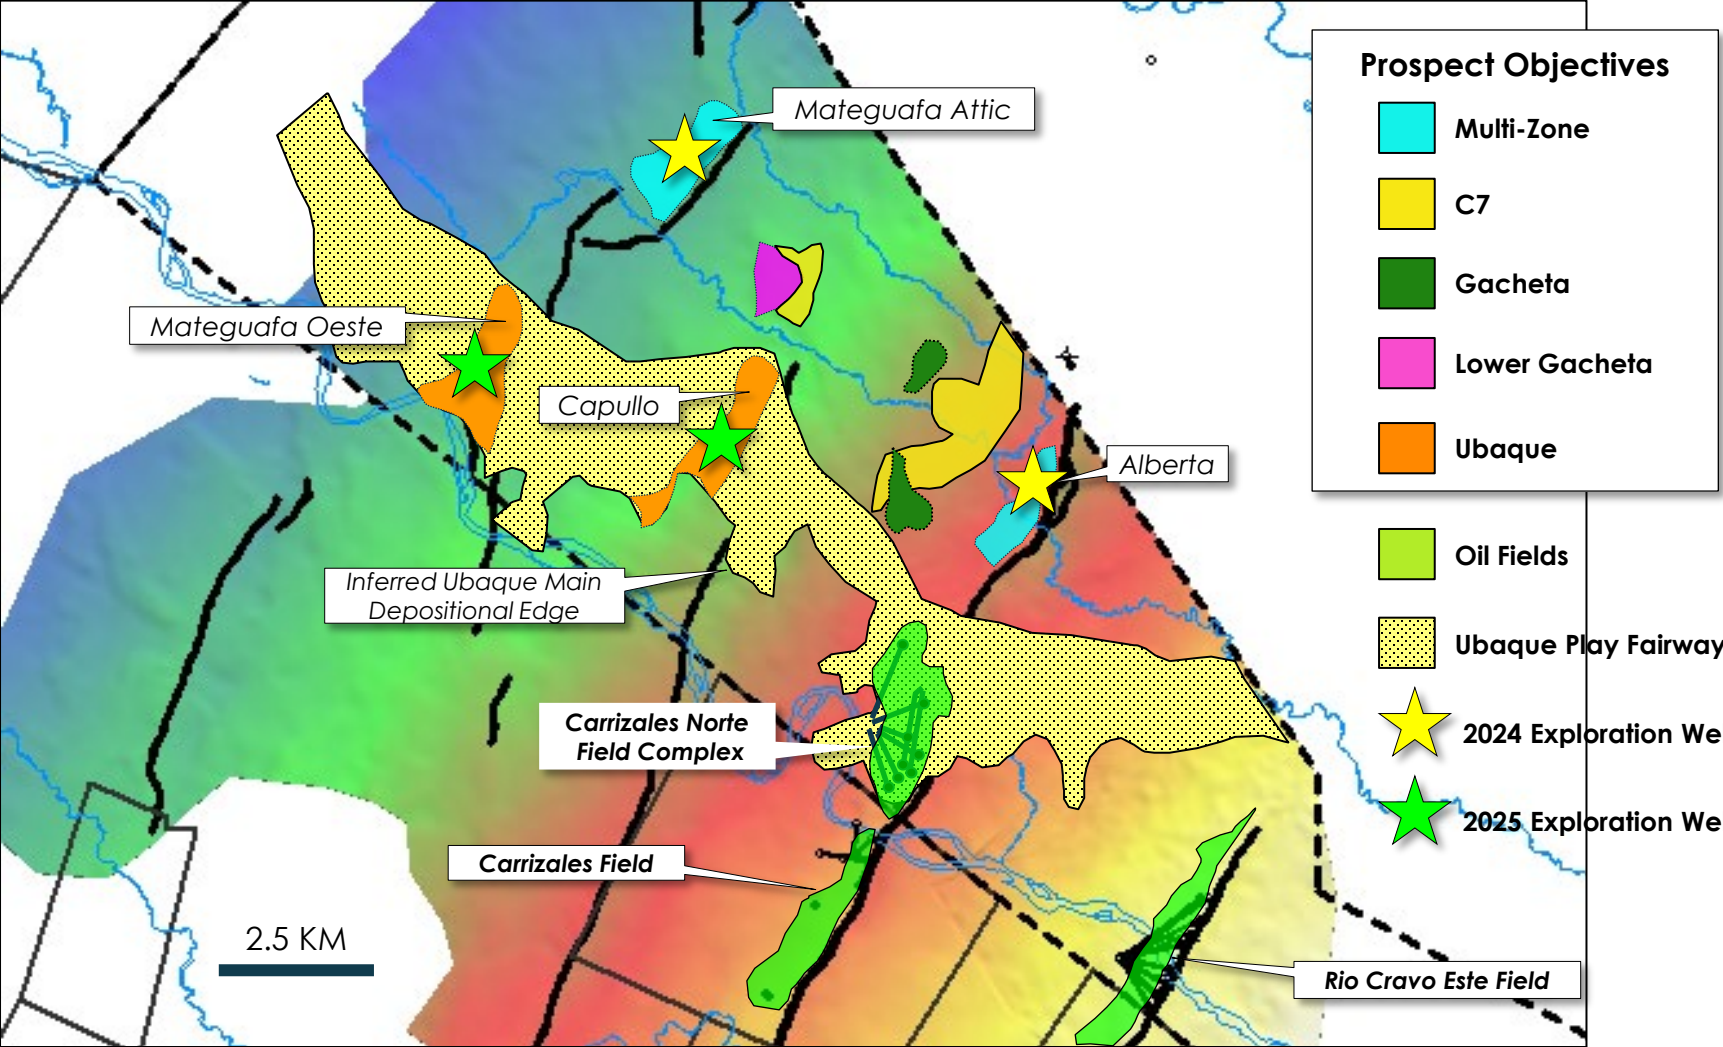 Prospect Objectives
Multi-Zone
C7
Gacheta
Lower Gacheta
Ubaque
Oil Fields
Ubaque Play Fairway
2024 Exploration We
2025 Exploration We
Mateguafa Attic
Mateguafa Oeste
Capullo
Alberta
Inferred Ubaque Main
Depositional Edge
Carrizales Norte
Field Complex
Carrizales Field
2.5 KM
Rio Cravo Este Field